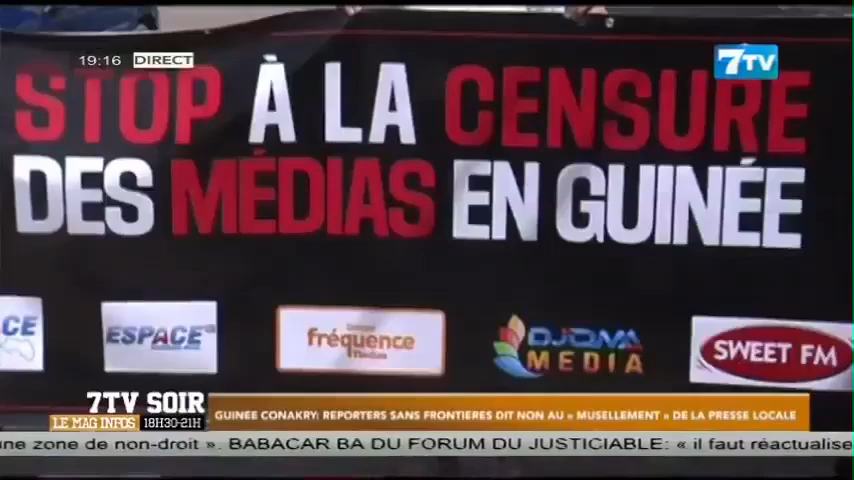 19:16 DIRECT
7TV
STOP À LA CENSURE
DES MÉDIAS EN GUINÉE
CE
ESPACE
Groupe
fréquence
Médias
DJOMA
MEDIA
SWEET FM
7TV SOIR
LE MAG INFOS 18H30-21H
GUINEE CONAKRY: REPORTERS SANS FRONTIERES DIT NON AU « MUSELLEMENT » DE LA PRESSE LOCALE
une zone de non-droit ». BABACAR BA DU FORUM DU JUSTICIABLE: « il faut réactualise